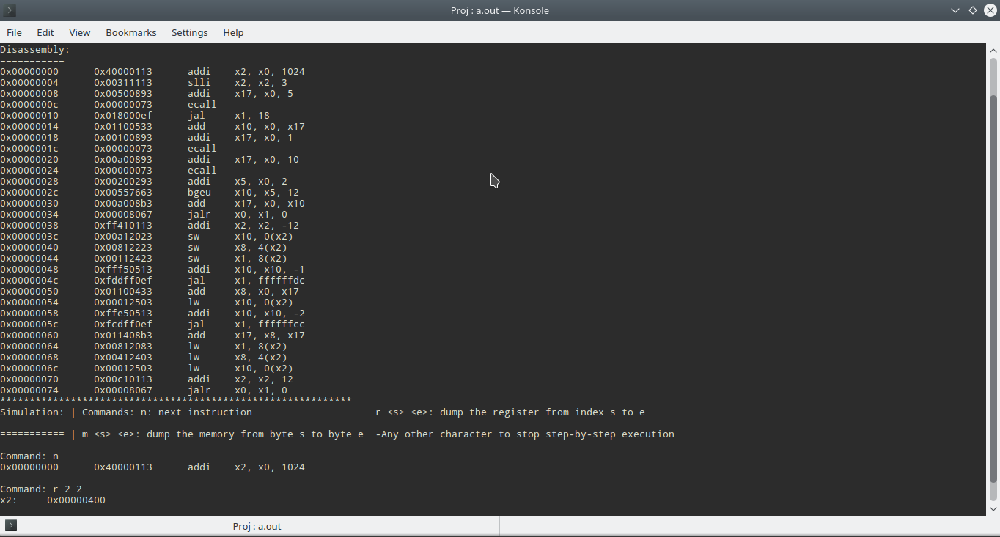 Proj : a.out — Konsole
File Edit View Bookmarks Settings Help
Disassembly:
===========
0x00000000 0x40000113 addi x2, x0, 1024
0x00000004 0x00311113 slli x2, x2, 3
0x00000008 0x00500893 addi x17, x0, 5
0x0000000c 0x00000073 ecall
0x00000010 0x018000ef jal x1, 18
0x00000014 0x01100533 add x10, x0, x17
0x00000018 0x00100893 addi x17, x0, 1
0x0000001c 0x00000073 ecall
0x00000020 0x00a00893 addi x17, x0, 10
0x00000024 0x00000073 ecall
0x00000028 0x00200293 addi x5, x0, 2
0x0000002c 0x00557663 bgeu x10, x5, 12
0x00000030 0x00a008b3 add x17, x0, x10
0x00000034 0x00008067 jalr x0, x1, 0
0x00000038 0xff410113 addi x2, x2, -12
0x0000003c 0x00a12023 sw x10, 0(x2)
0x00000040 0x00812223 sw x8, 4(x2)
0x00000044 0x00112423 sw x1, 8(x2)
0x00000048 0xfff50513 addi x10, x10, -1
0x0000004c 0xfddff0ef jal x1, ffffffdc
0x00000050 0x01100433 add x8, x0, x17
0x00000054 0x00012503 lw x10, 0(x2)
0x00000058 0xffe50513 addi x10, x10, -2
0x0000005c 0xfcdff0ef jal x1, ffffffcc
0x00000060 0x011408b3 add x17, x8, x17
0x00000064 0x00812083 lw x1, 8(x2)
0x00000068 0x00412403 lw x8, 4(x2)
0x0000006c 0x00012503 lw x10, 0(x2)
0x00000070 0x00c10113 addi x2, x2, 12
0x00000074 0x00008067 jalr x0, x1, 0
************************************************************
Simulation: | Commands: n: next instruction r <s> <e>: dump the register from index s to e
=========== | m <s> <e>: dump the memory from byte s to byte e -Any other character to stop step-by-step execution
Command: n
0x00000000 0x40000113 addi x2, x0, 1024
Command: r 2 2
x2: 0x00000400
Proj : a.out